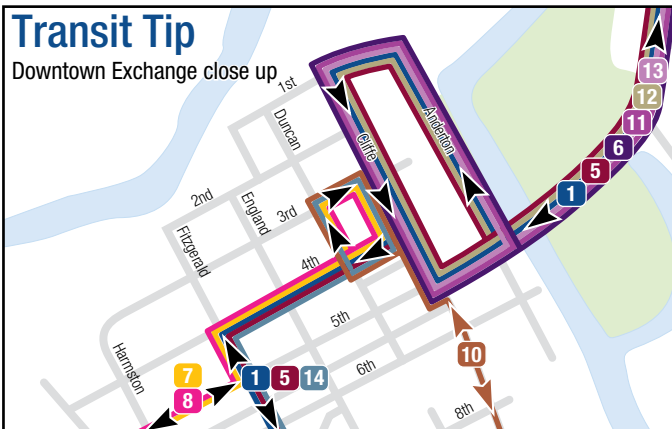 Transit Tip
Downtown Exchange close up
1st
Duncan
Cliffe
Anderton
13
12
11
6
5
1
2nd
England
3rd
Fitzgerald
4th
5th
6th
Harmston
7
8
1 5 14
10
8th